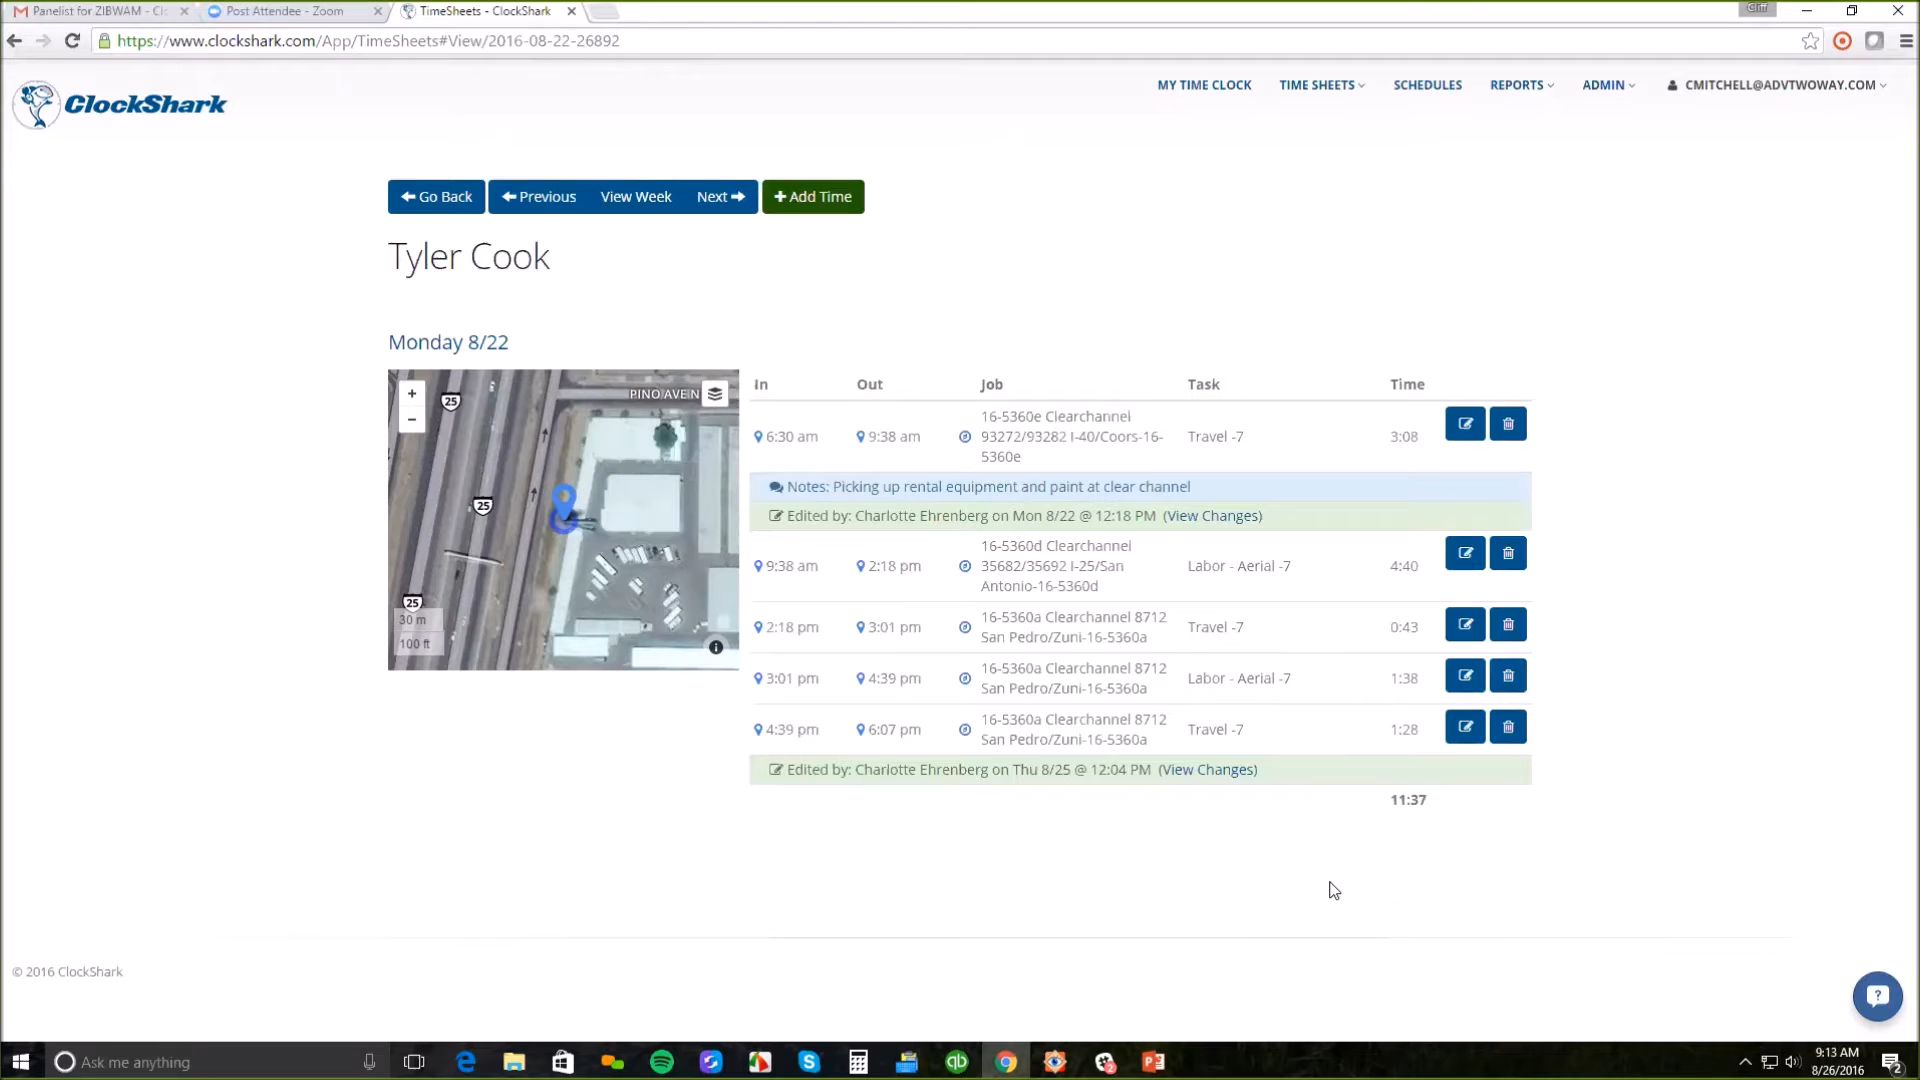 Panelist for ZIBWAM - Cl:
Post Attendee - Zoom
TimeSheets - ClockShark
Cliff
https://www.clockshark.com/App/TimeSheets#View/2016-08-22-26892
ClockShark
MY TIME CLOCK TIME SHEETS SCHEDULES REPORTS ADMIN CMITCHELL@ADVTWOWAY.COM
Go Back Previous View Week Next + Add Time
Tyler Cook
Monday 8/22
+
−
25
PINO AVE N
25
25
30 m
100 ft
In Out Job Task Time
6:30 am 9:38 am 16-5360e Clearchannel 93272/93282 I-40/Coors-16-5360e Travel -7 3:08
Notes: Picking up rental equipment and paint at clear channel
Edited by: Charlotte Ehrenberg on Mon 8/22 @ 12:18 PM (View Changes)
9:38 am 2:18 pm 16-5360d Clearchannel 35682/35692 I-25/San Antonio-16-5360d Labor - Aerial -7 4:40
2:18 pm 3:01 pm 16-5360a Clearchannel 8712 San Pedro/Zuni-16-5360a Travel -7 0:43
3:01 pm 4:39 pm 16-5360a Clearchannel 8712 San Pedro/Zuni-16-5360a Labor - Aerial -7 1:38
4:39 pm 6:07 pm 16-5360a Clearchannel 8712 San Pedro/Zuni-16-5360a Travel -7 1:28
Edited by: Charlotte Ehrenberg on Thu 8/25 @ 12:04 PM (View Changes)
11:37
© 2016 ClockShark
Ask me anything
9:13 AM
8/26/2016